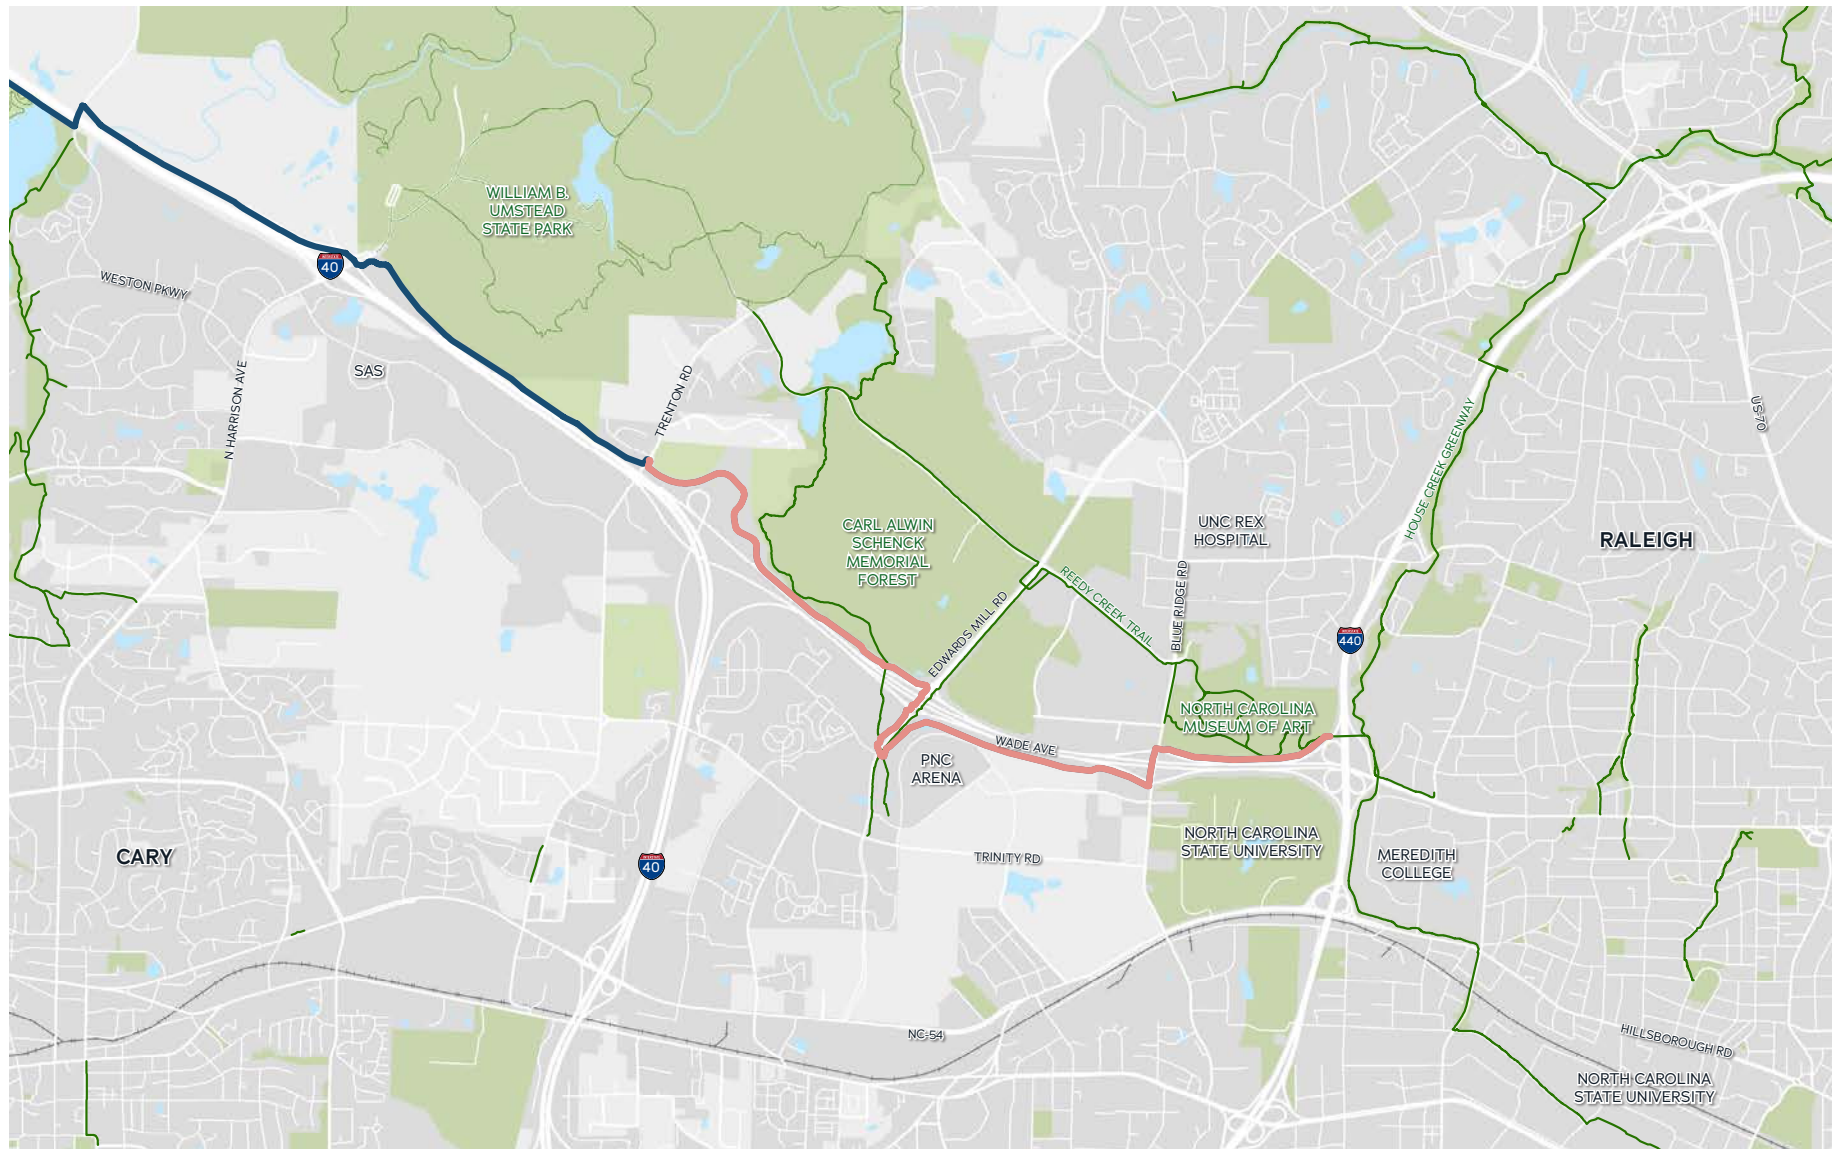 WILLIAM B.
UMSTEAD
STATE PARK
INTERSTATE
40
WESTON PKWY
SAS
N HARRISON AVE
TRENTON RD
US-70
HOUSE CREEK GREENWAY
CARL ALWIN
SCHENCK
MEMORIAL
FOREST
UNC REX
HOSPITAL
RALEIGH
REEDY CREEK TRAIL
EDWARDS MILL RD
BLUE RIDGE RD
INTERSTATE
440
NORTH CAROLINA
MUSEUM OF ART
WADE AVE
PNC
ARENA
NORTH CAROLINA
STATE UNIVERSITY
MEREDITH
COLLEGE
CARY
INTERSTATE
40
TRINITY RD
NC-54
HILLSBOROUGH RD
NORTH CAROLINA
STATE UNIVERSITY